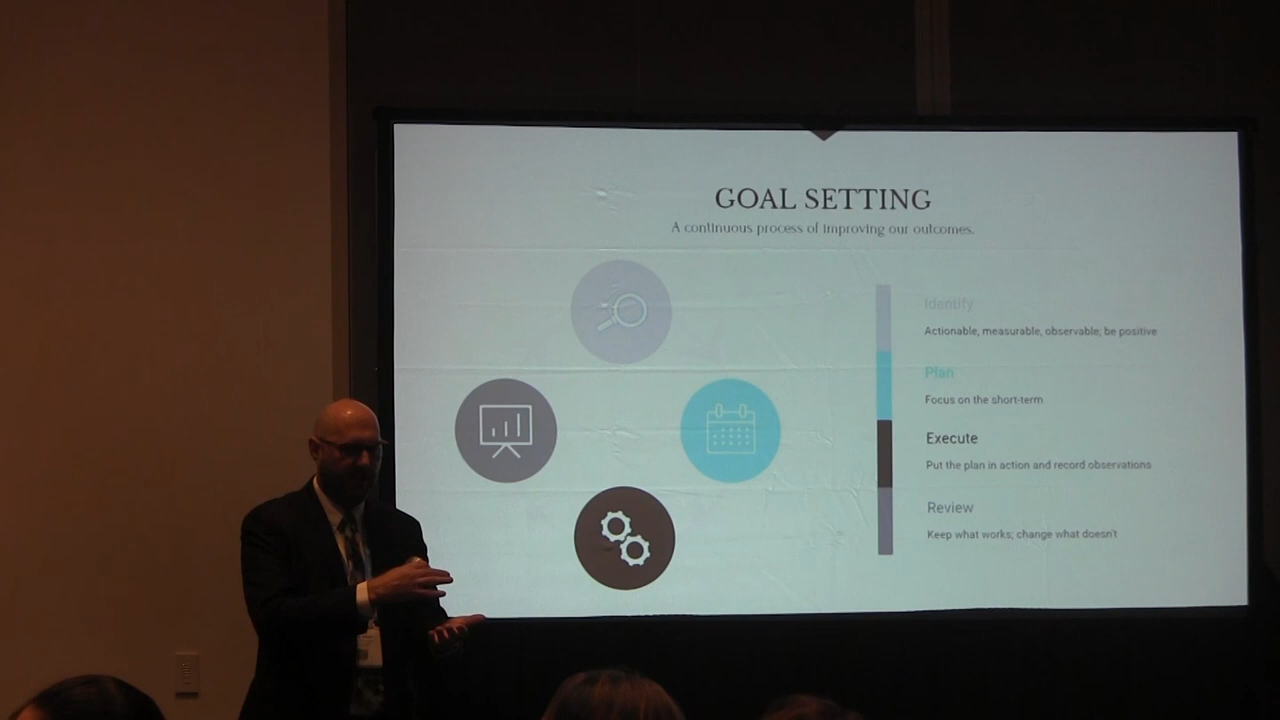 GOAL SETTING
A continuous process of improving our outcomes.
Identify
Actionable, measurable, observable; be positive
Plan
Focus on the short-term
Execute
Put the plan in action and record observations
Review
Keep what works; change what doesn't